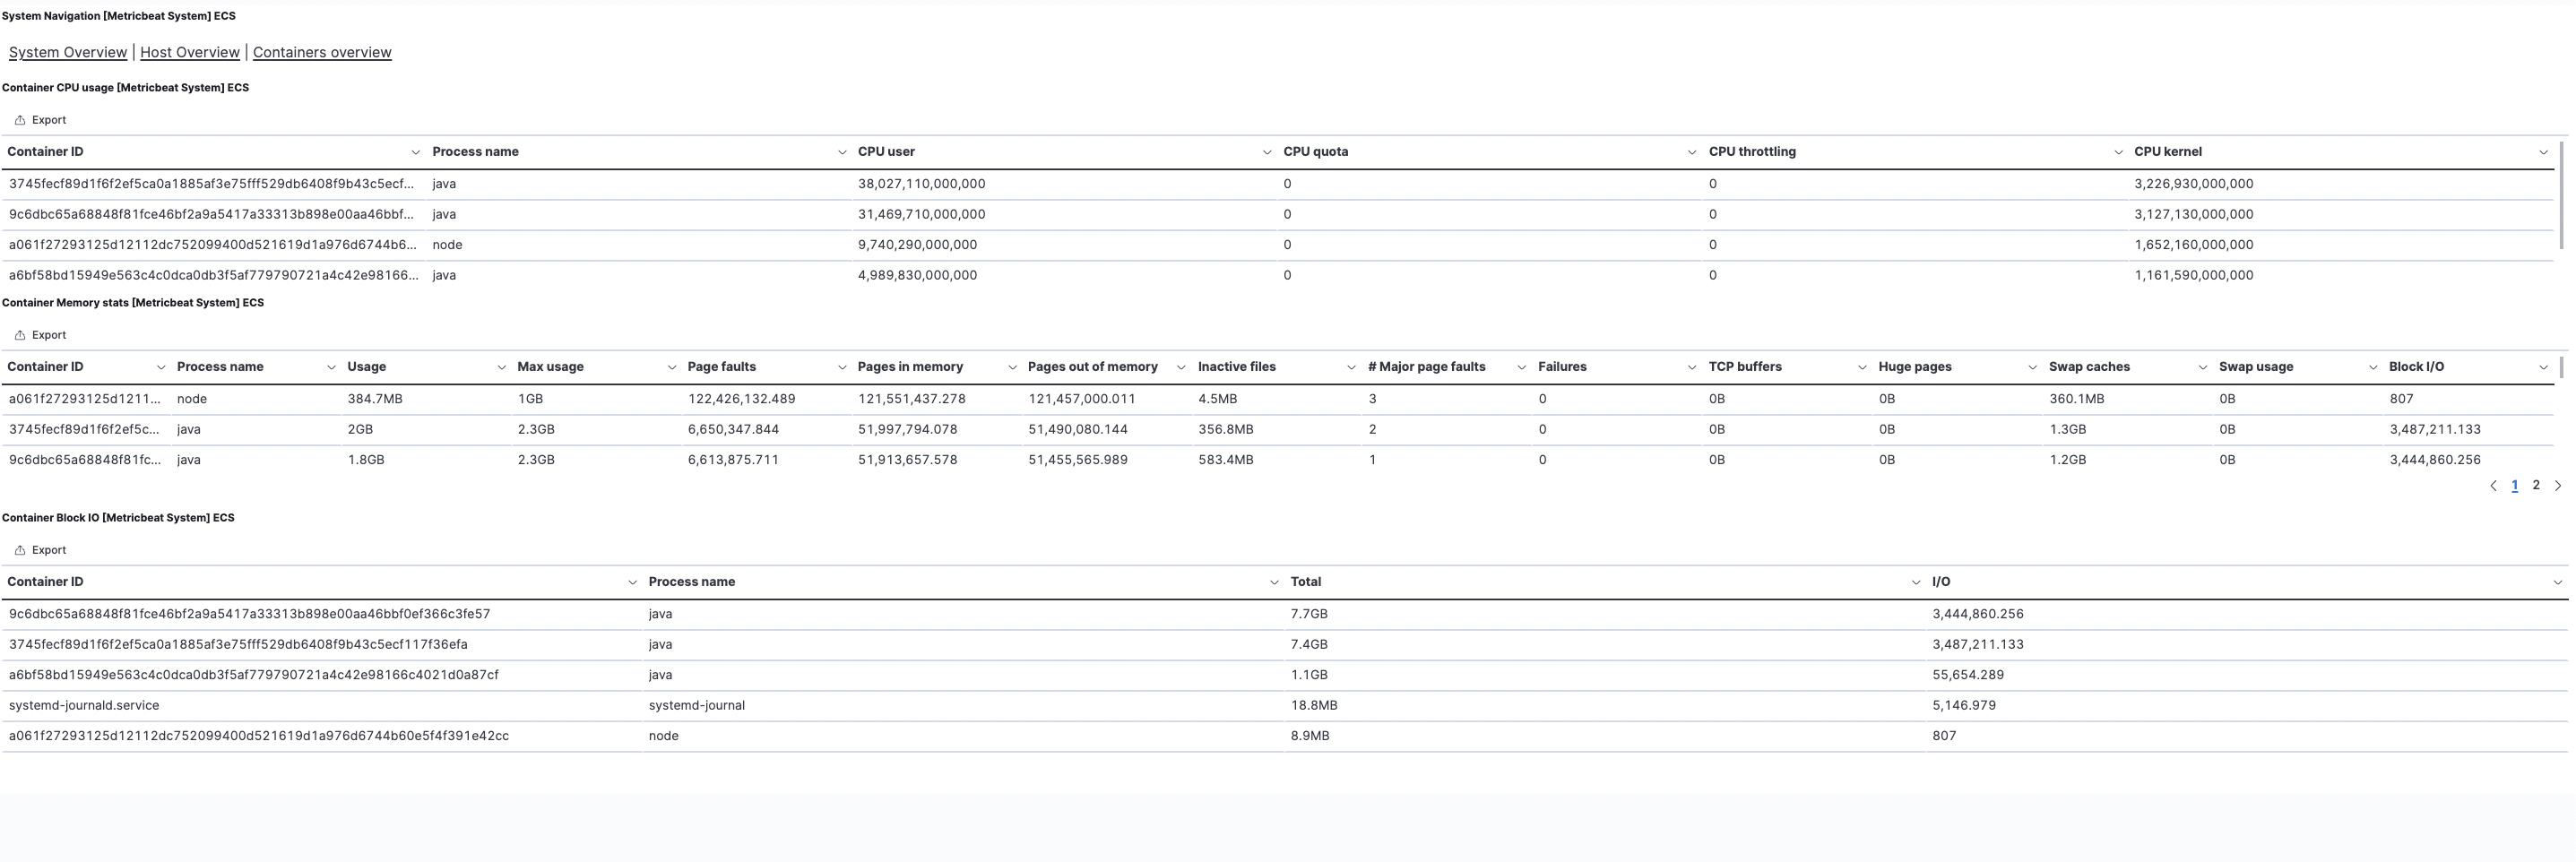 System Navigation [Metricbeat System] ECS
System Overview | Host Overview | Containers overview
Container CPU usage [Metricbeat System] ECS
Export
Container ID Process name CPU user CPU quota CPU throttling CPU kernel
3745fecf89d1f6f2ef5ca0a1885af3e75fff529db6408f9b43c5ecf... java 38,027,110,000,000 0 0 3,226,930,000,000
9c6dbc65a68848f81fce46bf2a9a5417a33313b898e00aa46bbf... java 31,469,710,000,000 0 0 3,127,130,000,000
a061f27293125d12112dc752099400d521619d1a976d6744b6... node 9,740,290,000,000 0 0 1,652,160,000,000
a6bf58bd15949e563c4c0dca0db3f5af779790721a4c42e98166... java 4,989,830,000,000 0 0 1,161,590,000,000
Container Memory stats [Metricbeat System] ECS
Export
Container ID Process name Usage Max usage Page faults Pages in memory Pages out of memory Inactive files # Major page faults Failures TCP buffers Huge pages Swap caches Swap usage Block I/O
a061f27293125d1211... node 384.7MB 1GB 122,426,132.489 121,551,437.278 121,457,000.011 4.5MB 3 0 0B 0B 360.1MB 0B 807
3745fecf89d1f6f2ef5c... java 2GB 2.3GB 6,650,347.844 51,997,794.078 51,490,080.144 356.8MB 2 0 0B 0B 1.3GB 0B 3,487,211.133
9c6dbc65a68848f81fc... java 1.8GB 2.3GB 6,613,875.711 51,913,657.578 51,455,565.989 583.4MB 1 0 0B 0B 1.2GB 0B 3,444,860.256
1 2
Container Block IO [Metricbeat System] ECS
Export
Container ID Process name Total I/O
9c6dbc65a68848f81fce46bf2a9a5417a33313b898e00aa46bbf0ef366c3fe57 java 7.7GB 3,444,860.256
3745fecf89d1f6f2ef5ca0a1885af3e75fff529db6408f9b43c5ecf117f36efa java 7.4GB 3,487,211.133
a6bf58bd15949e563c4c0dca0db3f5af779790721a4c42e98166c4021d0a87cf java 1.1GB 55,654.289
systemd-journald.service systemd-journal 18.8MB 5,146.979
a061f27293125d12112dc752099400d521619d1a976d6744b60e5f4f391e42cc node 8.9MB 807